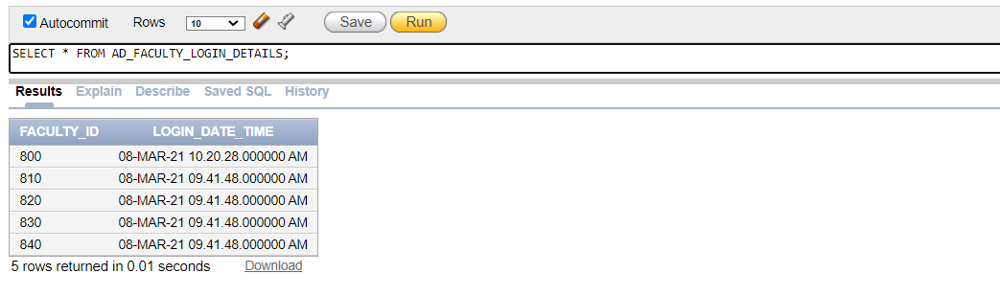 Autocommit Rows 10 Save Run
SELECT * FROM AD_FACULTY_LOGIN_DETAILS;
Results Explain Describe Saved SQL History
FACULTY_ID LOGIN_DATE_TIME
800 08-MAR-21 10.20.28.000000 AM
810 08-MAR-21 09.41.48.000000 AM
820 08-MAR-21 09.41.48.000000 AM
830 08-MAR-21 09.41.48.000000 AM
840 08-MAR-21 09.41.48.000000 AM
5 rows returned in 0.01 seconds Download